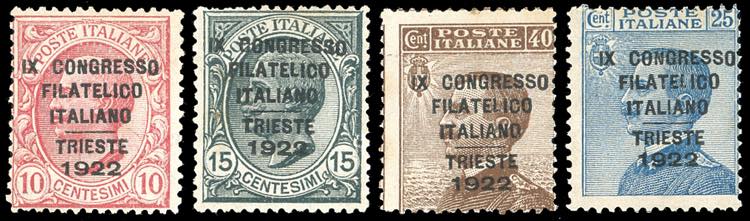 POSTE ITALIANE
IX CONGRESSO
FILATELICO
ITALIANO
TRIESTE
1922
10 CENTESIMI 10
POSTE ITALIANE
IX CONGRESSO
FILATELICO
ITALIANO
TRIESTE
1922
15 15
CENTESIMI
Cent POSTE 40
ITALIANE
IX CONGRESSO
FILATELICO
ITALIANO
TRIESTE
1922
Cent POSTE 25
ITALIANE
IX CONGRESSO
FILATELICO
ITALIANO
TRIESTE
1922